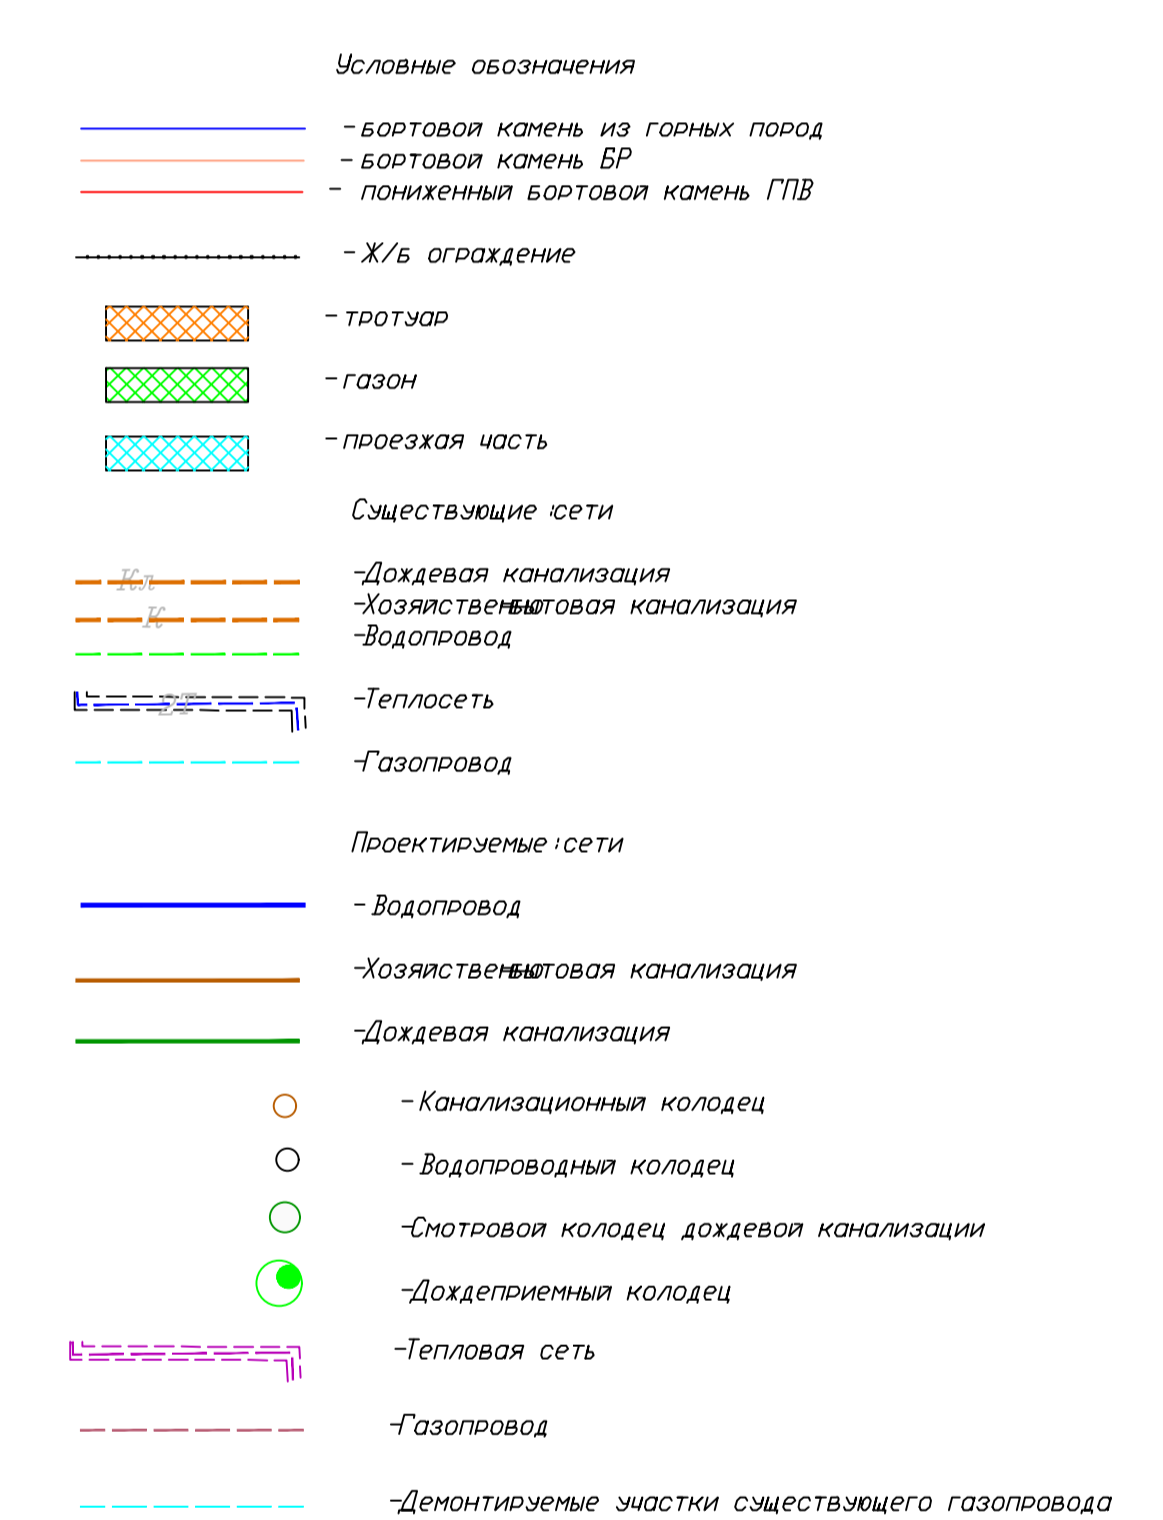 Условные обозначения
- бортовой камень из горных пород
- бортовой камень БР
- пониженный бортовой камень ГПВ
- Ж/б ограждение
- тротуар
- газон
- проезжая часть
Существующие сети:
Кл -Дождевая канализация
К -Хозяйственно-бытовая канализация
-Водопровод
2Т -Теплосеть
-Газопровод
Проектируемые сети:
- Водопровод
-Хозяйственно-бытовая канализация
-Дождевая канализация
- Канализационный колодец
- Водопроводный колодец
-Смотровой колодец дождевой канализации
-Дождеприемный колодец
-Тепловая сеть
-Газопровод
-Демонтируемые участки существующего газопровода